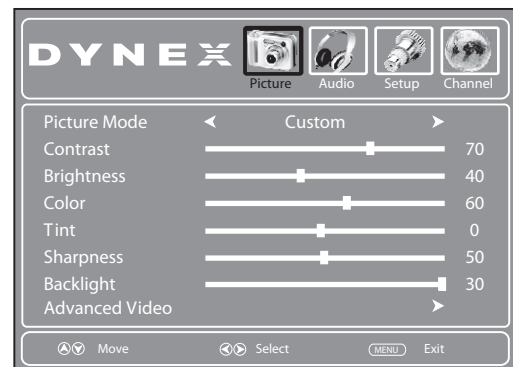 DYNEX
Picture Audio Setup Channel
Picture Mode Custom
Contrast 70
Brightness 40
Color 60
Tint 0
Sharpness 50
Backlight 30
Advanced Video
Move Select MENU Exit